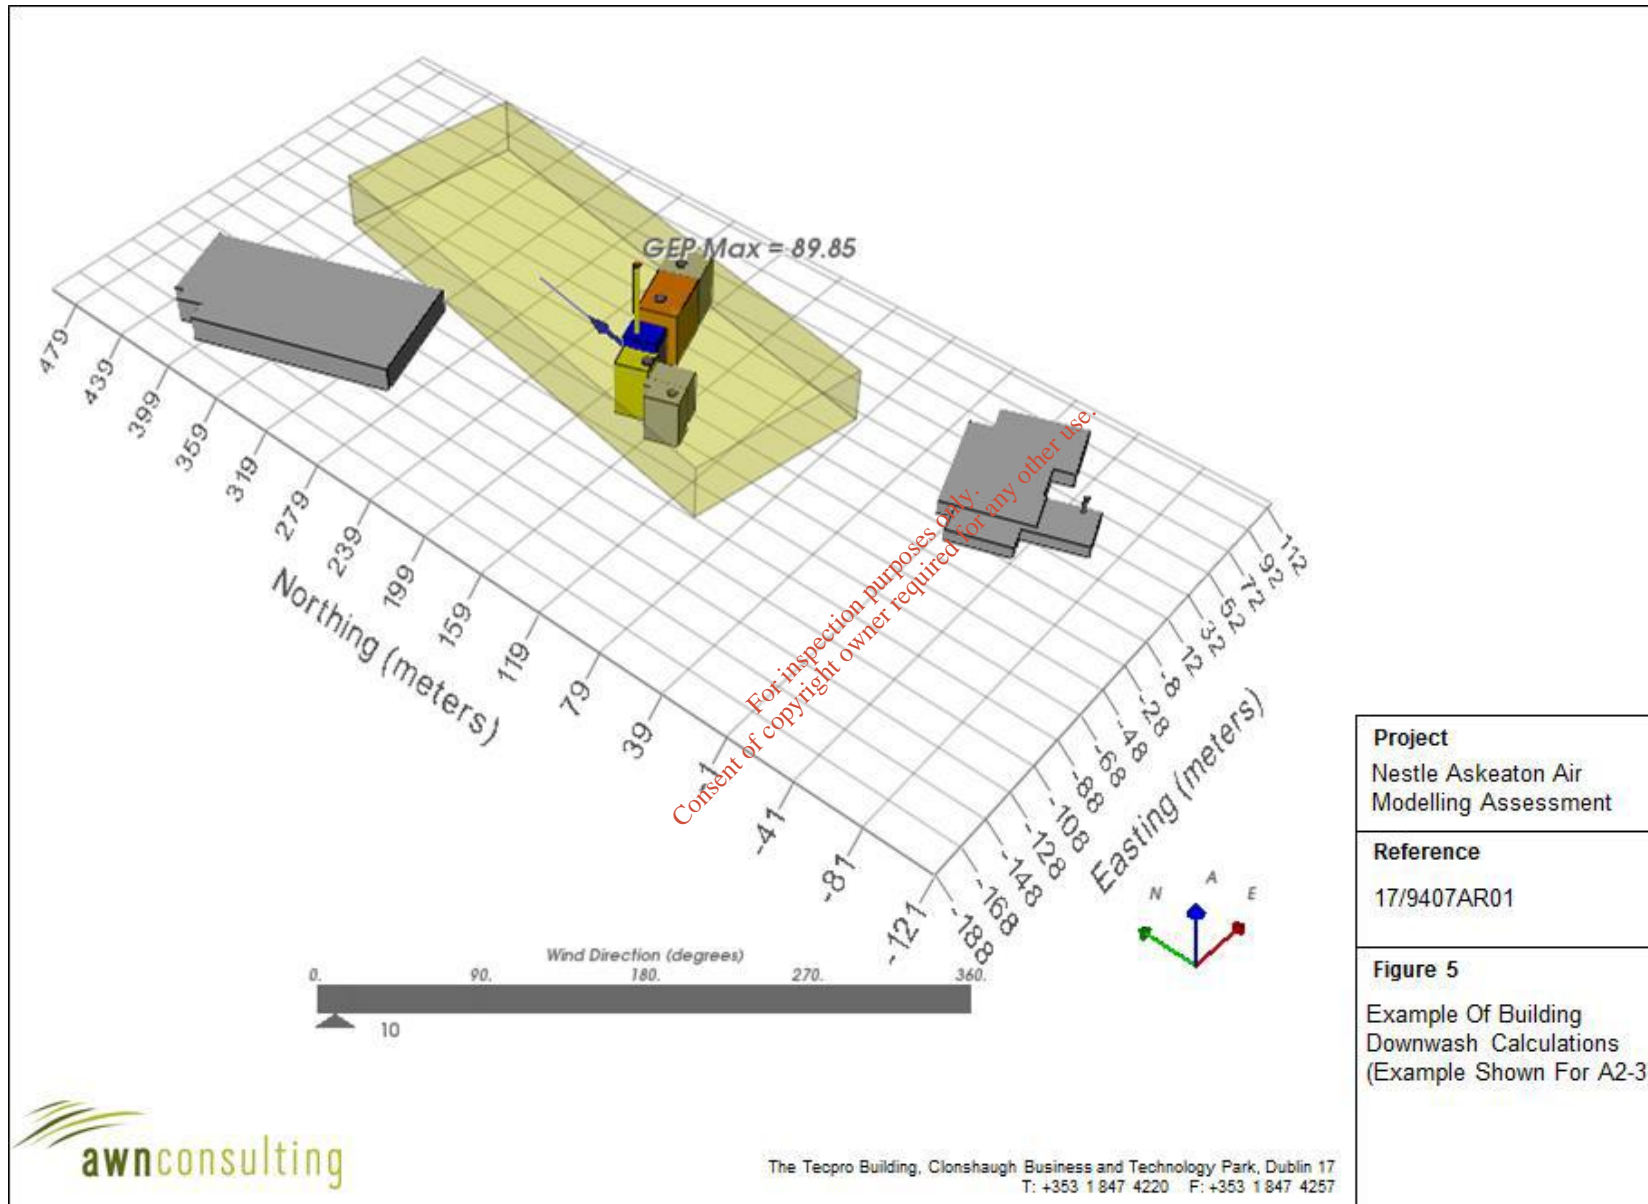 GEP Max = 89.85
479
439
399
359
319
279
239
199
159
119
79
39
-1
-41
-81
-121
Northing (meters)
112
92
72
52
32
12
-8
-28
-48
-68
-88
-108
-128
-148
-168
-188
Easting (meters)
For inspection purposes only.
Consent of copyright owner required for any other use.
N
A
E
Wind Direction (degrees)
0. 90. 180. 270. 360.
10
Project
Nestle Askeaton Air
Modelling Assessment
Reference
17/9407AR01
Figure 5
Example Of Building
Downwash Calculations
(Example Shown For A2-3
awnconsulting
The Tecpro Building, Clonshaugh Business and Technology Park, Dublin 17
T: +353 1 847 4220 F: +353 1 847 4257